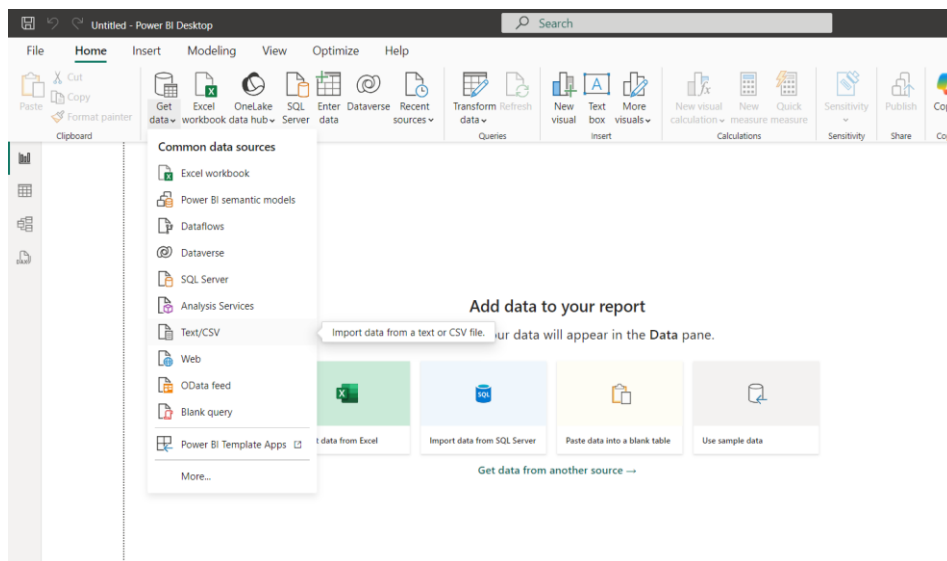 Untitled - Power BI Desktop
Search
File Home Insert Modeling View Optimize Help
Paste
Cut
Copy
Format painter
Clipboard
Get data
Excel workbook
OneLake data hub
SQL Server
Enter data
Dataverse
Recent sources
Transform data
Refresh
Queries
New visual
Text box
More visuals
Insert
New visual calculation
New measure
Quick measure
Calculations
Sensitivity
Sensitivity
Publish
Share
Common data sources
Excel workbook
Power BI semantic models
Dataflows
Dataverse
SQL Server
Analysis Services
Text/CSV
Import data from a text or CSV file.
Web
OData feed
Blank query
Power BI Template Apps
More...
Add data to your report
your data will appear in the Data pane.
data from Excel
Import data from SQL Server
Paste data into a blank table
Use sample data
SQL
Get data from another source →